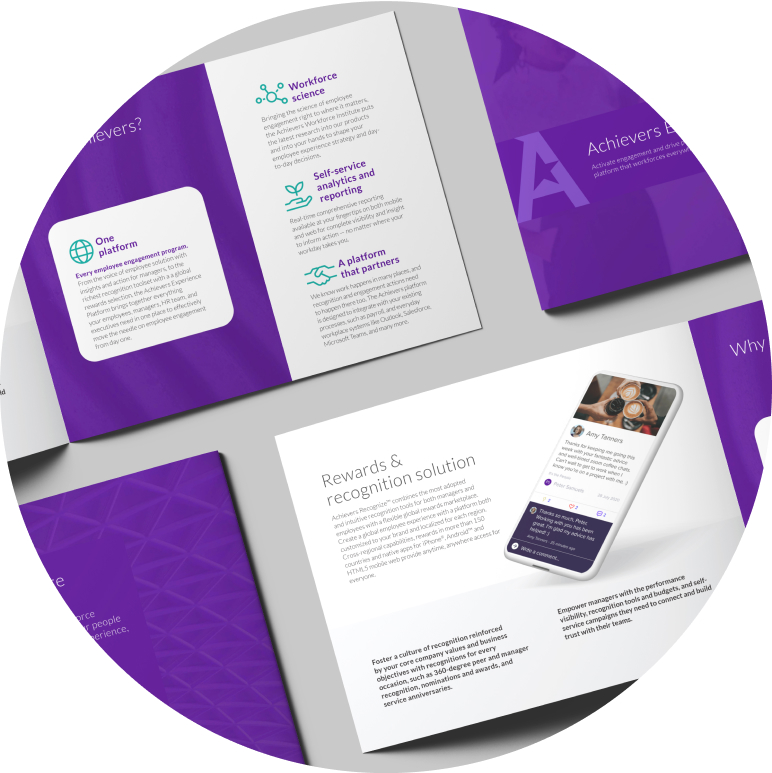 One
platform
Every employee engagement program.
From the voice of employee solution with
insights and action for managers, to the
richest recognition toolset with a global
rewards selection, the Achievers Experience
Platform brings together everything
your employees, managers, HR team, and
executives need in one place to effectively
move the needle on employee engagement
from day one.
Workforce
science
Bringing the science of employee
engagement right to where it matters,
the Achievers Workforce Institute puts
the latest research into our products
and into your hands to shape your
employee experience strategy and day-
to-day decisions.
Self-service
analytics and
reporting
Real-time comprehensive reporting
available at your fingertips on both mobile
and web for complete visibility and insight
to inform action — no matter where your
workday takes you.
A platform
that partners
We know work happens in many places, and
recognition and engagement actions need
to happen there too. The Achievers platform
is designed to integrate with your existing
processes, such as payroll, and everyday
workplace systems like Outlook, Salesforce,
Microsoft Teams, and many more.
A
Achievers
Activate engagement and drive
platform that workforces
Rewards &
recognition solution
Achievers Recognize™ combines the most adopted
and intuitive recognition tools for both managers and
employees with a flexible global rewards marketplace.
Create a global employee experience with a platform both
customized to your brand and localized for each region.
Cross-regional capabilities, rewards in more than 150
countries and native apps for iPhone®, Android™ and
HTML5 mobile web provide anytime, anywhere access for
everyone.
Amy Tanners
Thanks for keeping me going this
week with your fantastic advice
and well-timed zoom coffee chats.
Can't wait to get to work when I
know you're on a project with me :)
Peter
2
2
Thanks so much, Peter.
Working with you has been
great. I'm glad my advice has
helped! :)
Amy Tanners
Write a comment...
Foster a culture of recognition reinforced
by your core company values and business
objectives with recognitions for every
occasion, such as 360-degree peer and manager
recognition, nominations and awards, and
service anniversaries.
Empower managers with the performance
visibility, recognition tools and budgets, and self-
service campaigns they need to connect and build
trust with their teams.
Why
people